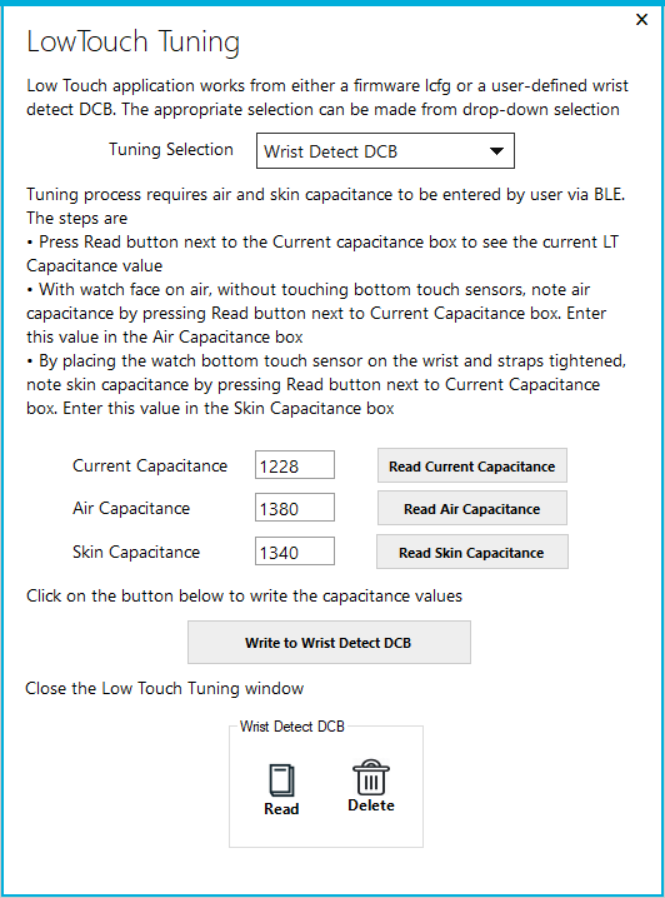 LowTouch Tuning
Low Touch application works from either a firmware lcfg or a user-defined wrist
detect DCB. The appropriate selection can be made from drop-down selection
Tuning Selection Wrist Detect DCB
Tuning process requires air and skin capacitance to be entered by user via BLE.
The steps are
• Press Read button next to the Current capacitance box to see the current LT
Capacitance value
• With watch face on air, without touching bottom touch sensors, note air
capacitance by pressing Read button next to Current Capacitance box. Enter
this value in the Air Capacitance box
• By placing the watch bottom touch sensor on the wrist and straps tightened,
note skin capacitance by pressing Read button next to Current Capacitance
box. Enter this value in the Skin Capacitance box
Current Capacitance 1228 Read Current Capacitance
Air Capacitance 1380 Read Air Capacitance
Skin Capacitance 1340 Read Skin Capacitance
Click on the button below to write the capacitance values
Write to Wrist Detect DCB
Close the Low Touch Tuning window
Wrist Detect DCB
Read Delete